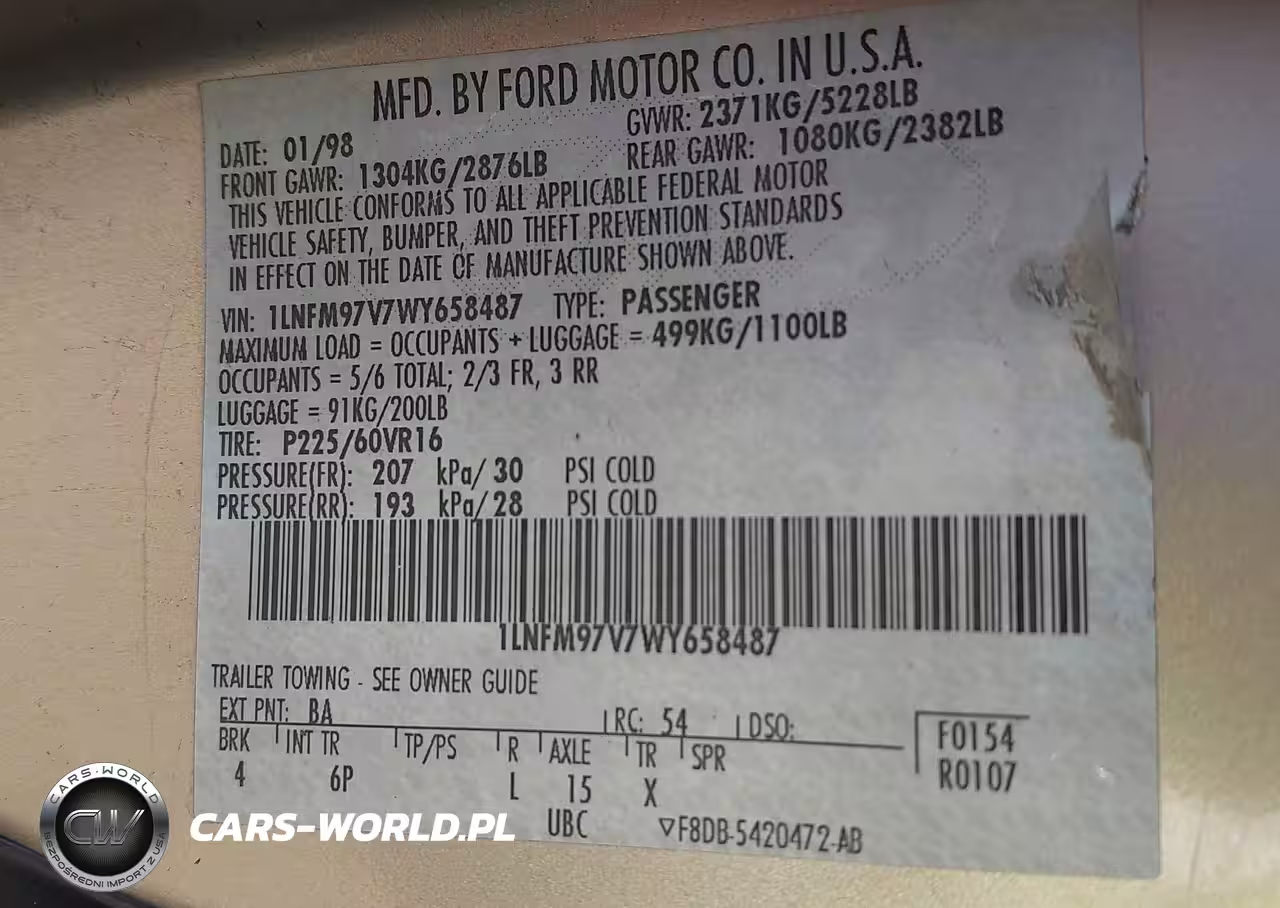 MFD. BY FORD MOTOR CO. IN U.S.A.
DATE: 01/98 GVWR: 2371KG/5228LB
FRONT GAWR: 1304KG/2876LB REAR GAWR: 1080KG/2382LB
THIS VEHICLE CONFORMS TO ALL APPLICABLE FEDERAL MOTOR
VEHICLE SAFETY, BUMPER, AND THEFT PREVENTION STANDARDS
IN EFFECT ON THE DATE OF MANUFACTURE SHOWN ABOVE.
VIN: 1LNFM97V7WY658487 TYPE: PASSENGER
MAXIMUM LOAD = OCCUPANTS + LUGGAGE = 499KG/1100LB
OCCUPANTS = 5/6 TOTAL; 2/3 FR, 3 RR
LUGGAGE = 91KG/200LB
TIRE: P225/60VR16
PRESSURE(FR): 207 kPa/ 30 PSI COLD
PRESSURE(RR): 193 kPa/ 28 PSI COLD
1LNFM97V7WY658487
TRAILER TOWING - SEE OWNER GUIDE
EXT PNT: BA RC: 54 DSO:
BRK INT TR TP/PS R AXLE TR SPR
4 6P L 15 X
F0154
R0107
UBC ▽F8DB-5420472-AB
CARS-WORLD
CW
BEZPOŚREDNI IMPORT Z USA
CARS-WORLD.PL